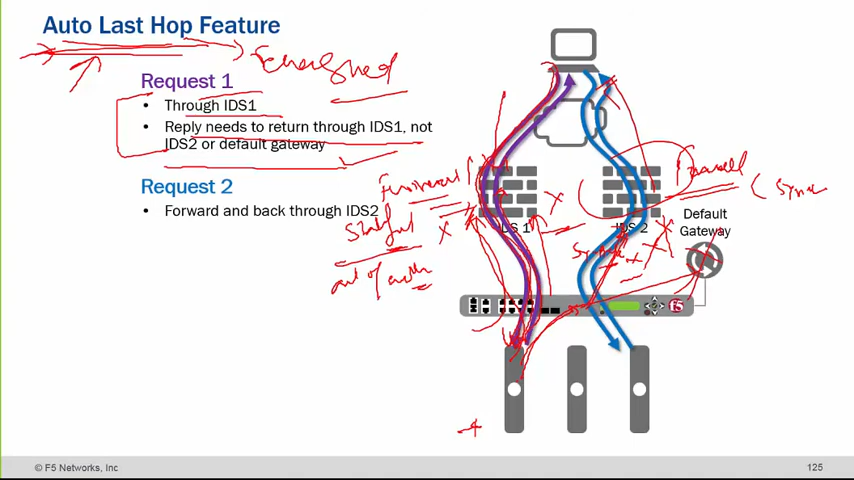 Auto Last Hop Feature
Request 1
• Through IDS1
• Reply needs to return through IDS1, not
IDS2 or default gateway
Request 2
• Forward and back through IDS2
Stateful
Firewall
(Sync
IDS 1
IDS 2
Default
Gateway
f5
© F5 Networks, Inc
125